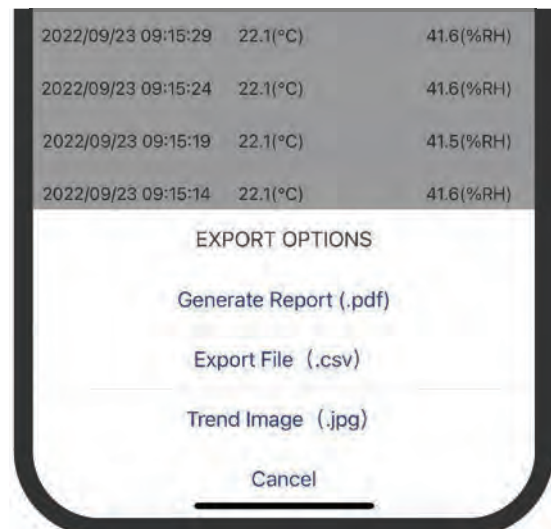 2022/09/23 09:15:29 22.1(°C) 41.6(%RH)
2022/09/23 09:15:24 22.1(°C) 41.6(%RH)
2022/09/23 09:15:19 22.1(°C) 41.5(%RH)
2022/09/23 09:15:14 22.1(°C) 41.6(%RH)
EXPORT OPTIONS
Generate Report (.pdf)
Export File (.csv)
Trend Image (.jpg)
Cancel